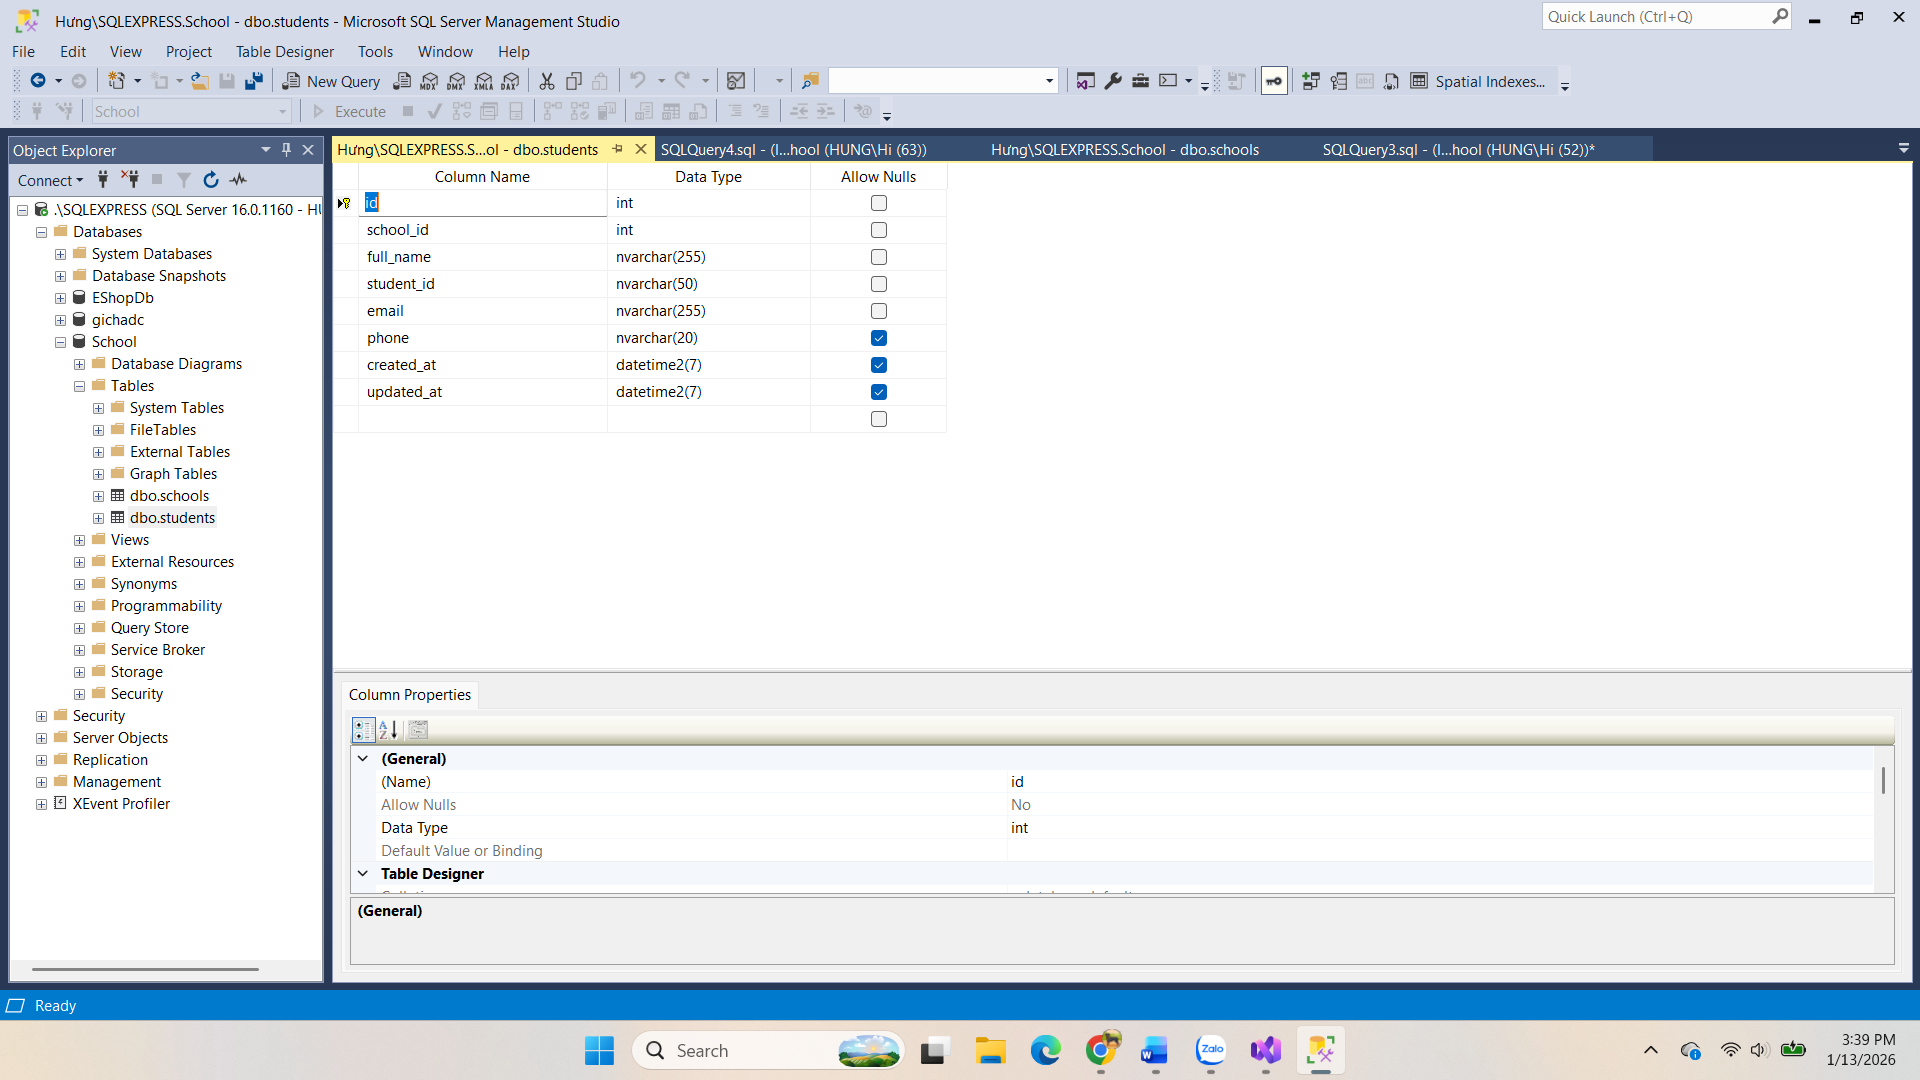 Hưng\SQLEXPRESS.School - dbo.students - Microsoft SQL Server Management Studio
Quick Launch (Ctrl+Q)
File Edit View Project Table Designer Tools Window Help
New Query MDX DMX XMLA DAX Spatial Indexes...
School Execute
Object Explorer
Connect
.\SQLEXPRESS (SQL Server 16.0.1160 - HU
Databases
System Databases
Database Snapshots
EShopDb
gichadc
School
Database Diagrams
Tables
System Tables
FileTables
External Tables
Graph Tables
dbo.schools
dbo.students
Views
External Resources
Synonyms
Programmability
Query Store
Service Broker
Storage
Security
Security
Server Objects
Replication
Management
XEvent Profiler
Hưng\SQLEXPRESS.S...ol - dbo.students SQLQuery4.sql - (l...hool (HUNG\Hi (63)) Hưng\SQLEXPRESS.School - dbo.schools SQLQuery3.sql - (l...hool (HUNG\Hi (52))*
Column Name Data Type Allow Nulls
id int
school_id int
full_name nvarchar(255)
student_id nvarchar(50)
email nvarchar(255)
phone nvarchar(20)
created_at datetime2(7)
updated_at datetime2(7)
Column Properties
(General)
(Name) id
Allow Nulls No
Data Type int
Default Value or Binding
Table Designer
(General)
Ready
Search
Zalo
3:39 PM
1/13/2026